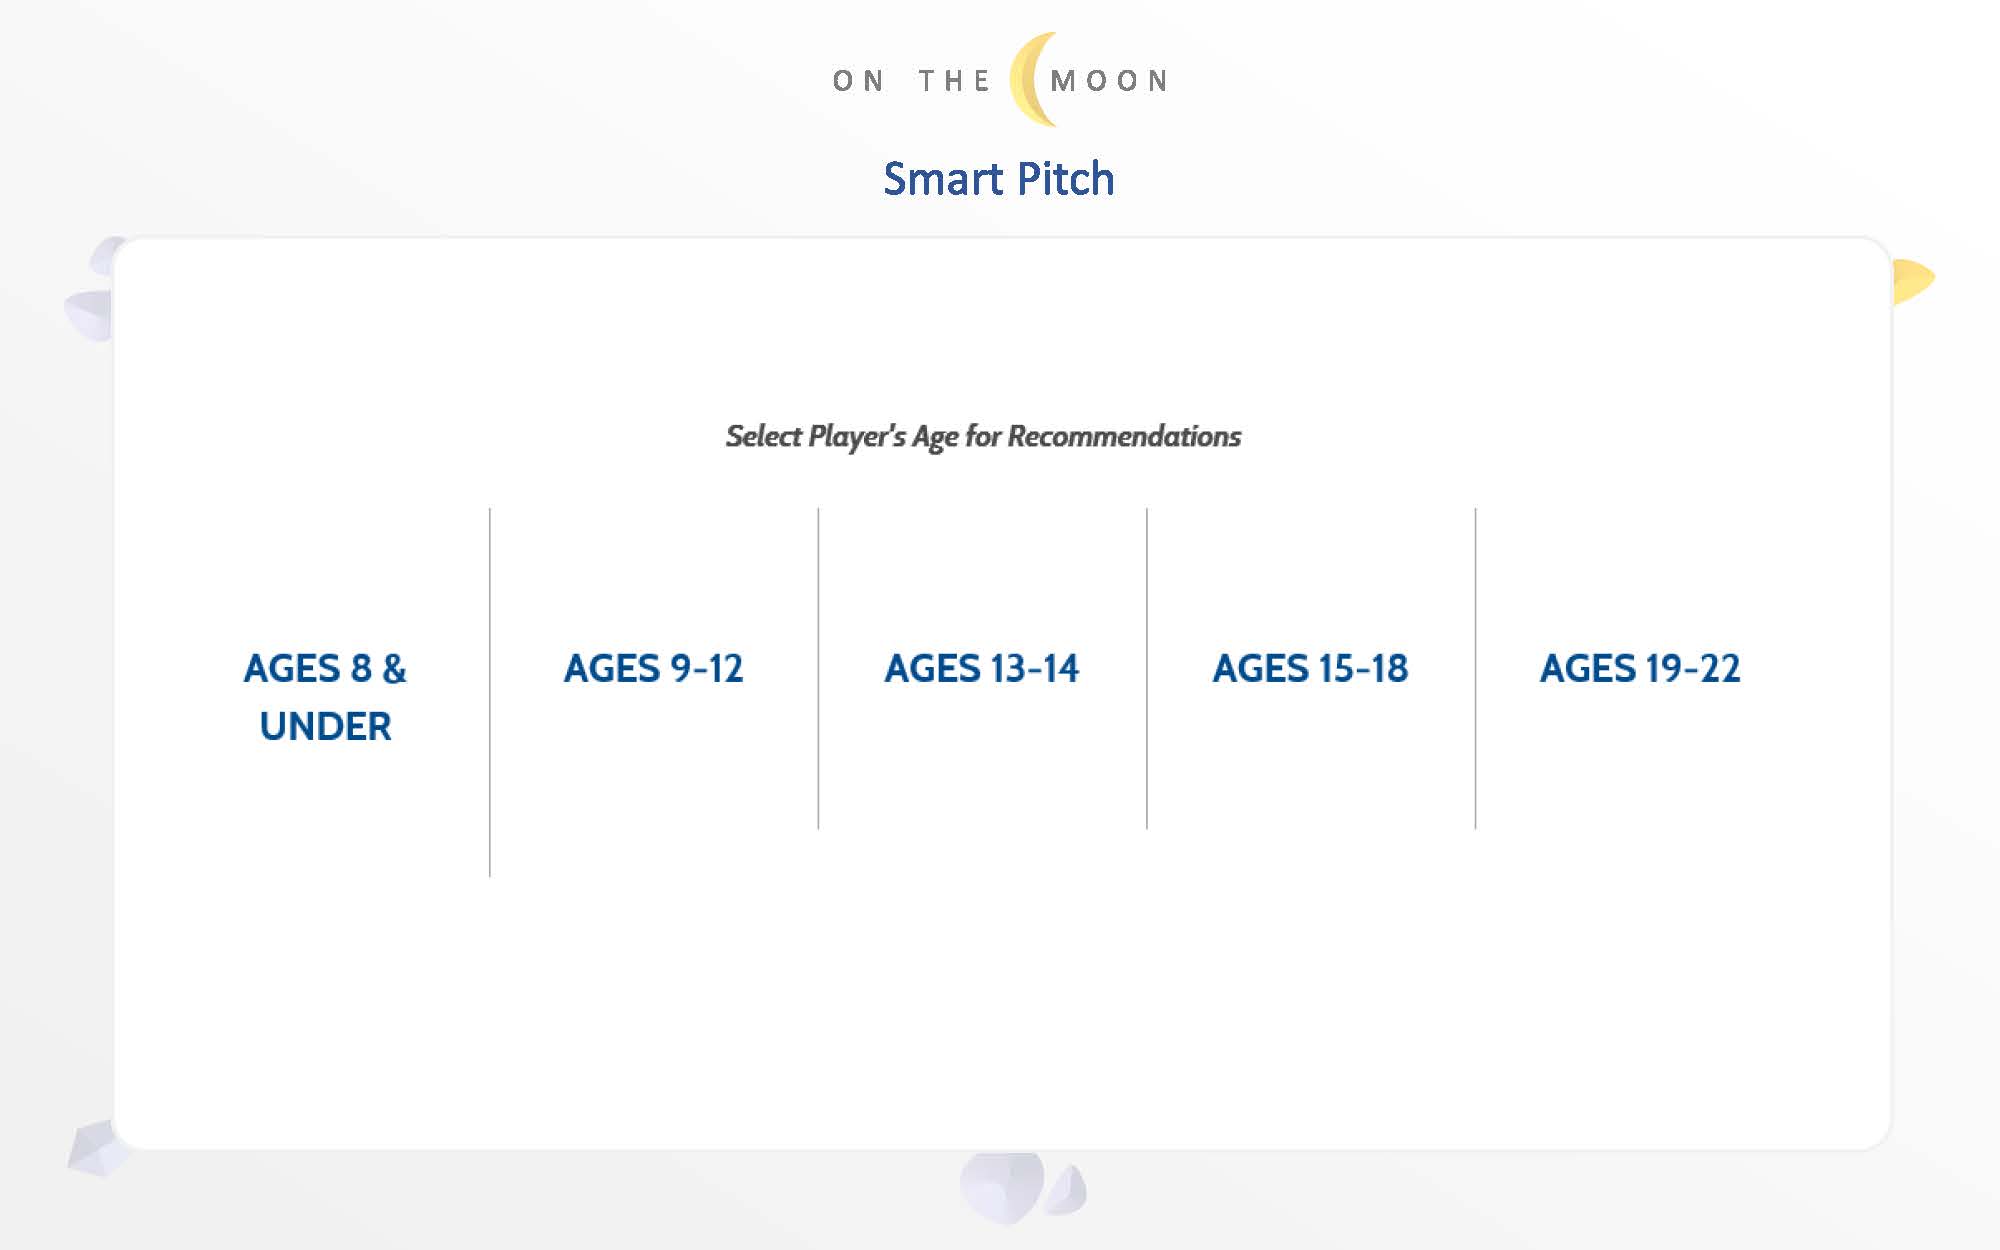 ON THE MOON
Smart Pitch
Select Player's Age for Recommendations
AGES 8 &
UNDER
AGES 9-12
AGES 13-14
AGES 15-18
AGES 19-22